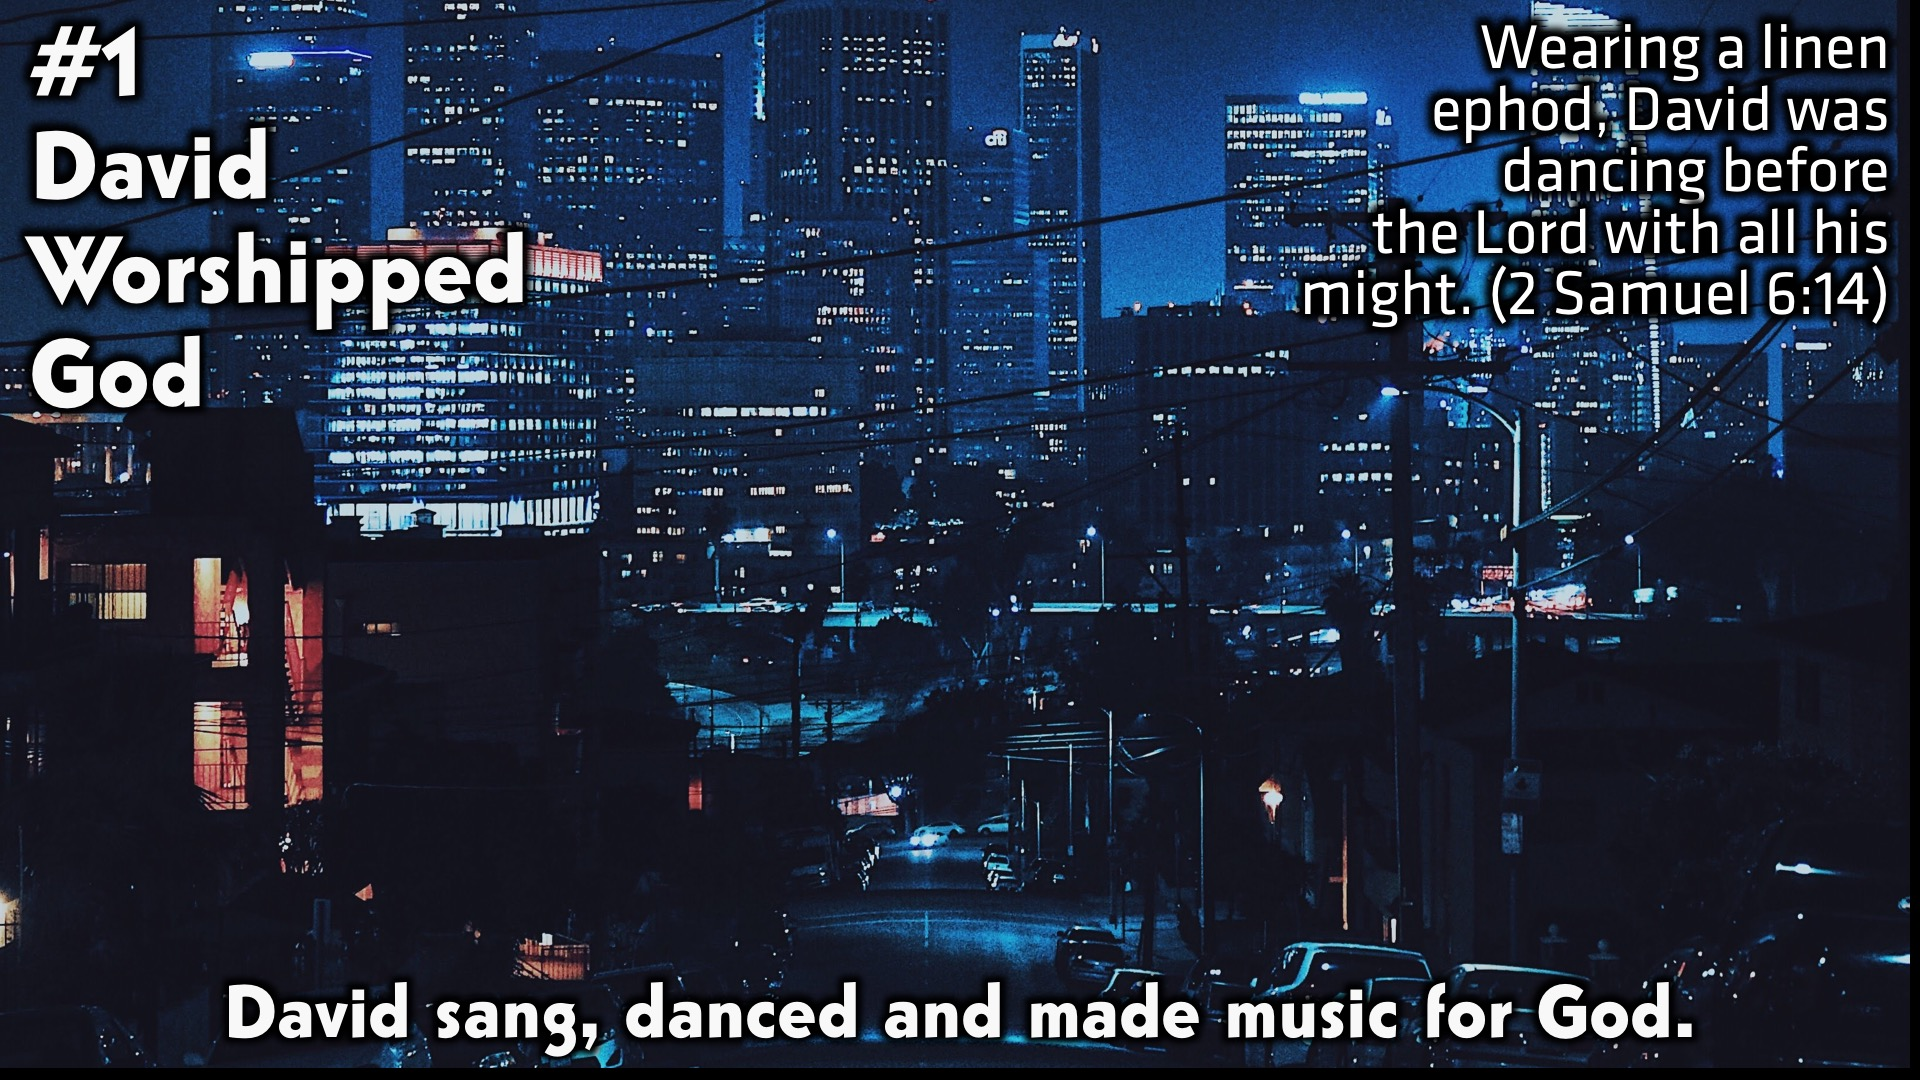 #1
David
Worshipped
God
Wearing a linen
ephod, David was
dancing before
the Lord with all his
might. (2 Samuel 6:14)
citi
David sang, danced and made music for God.